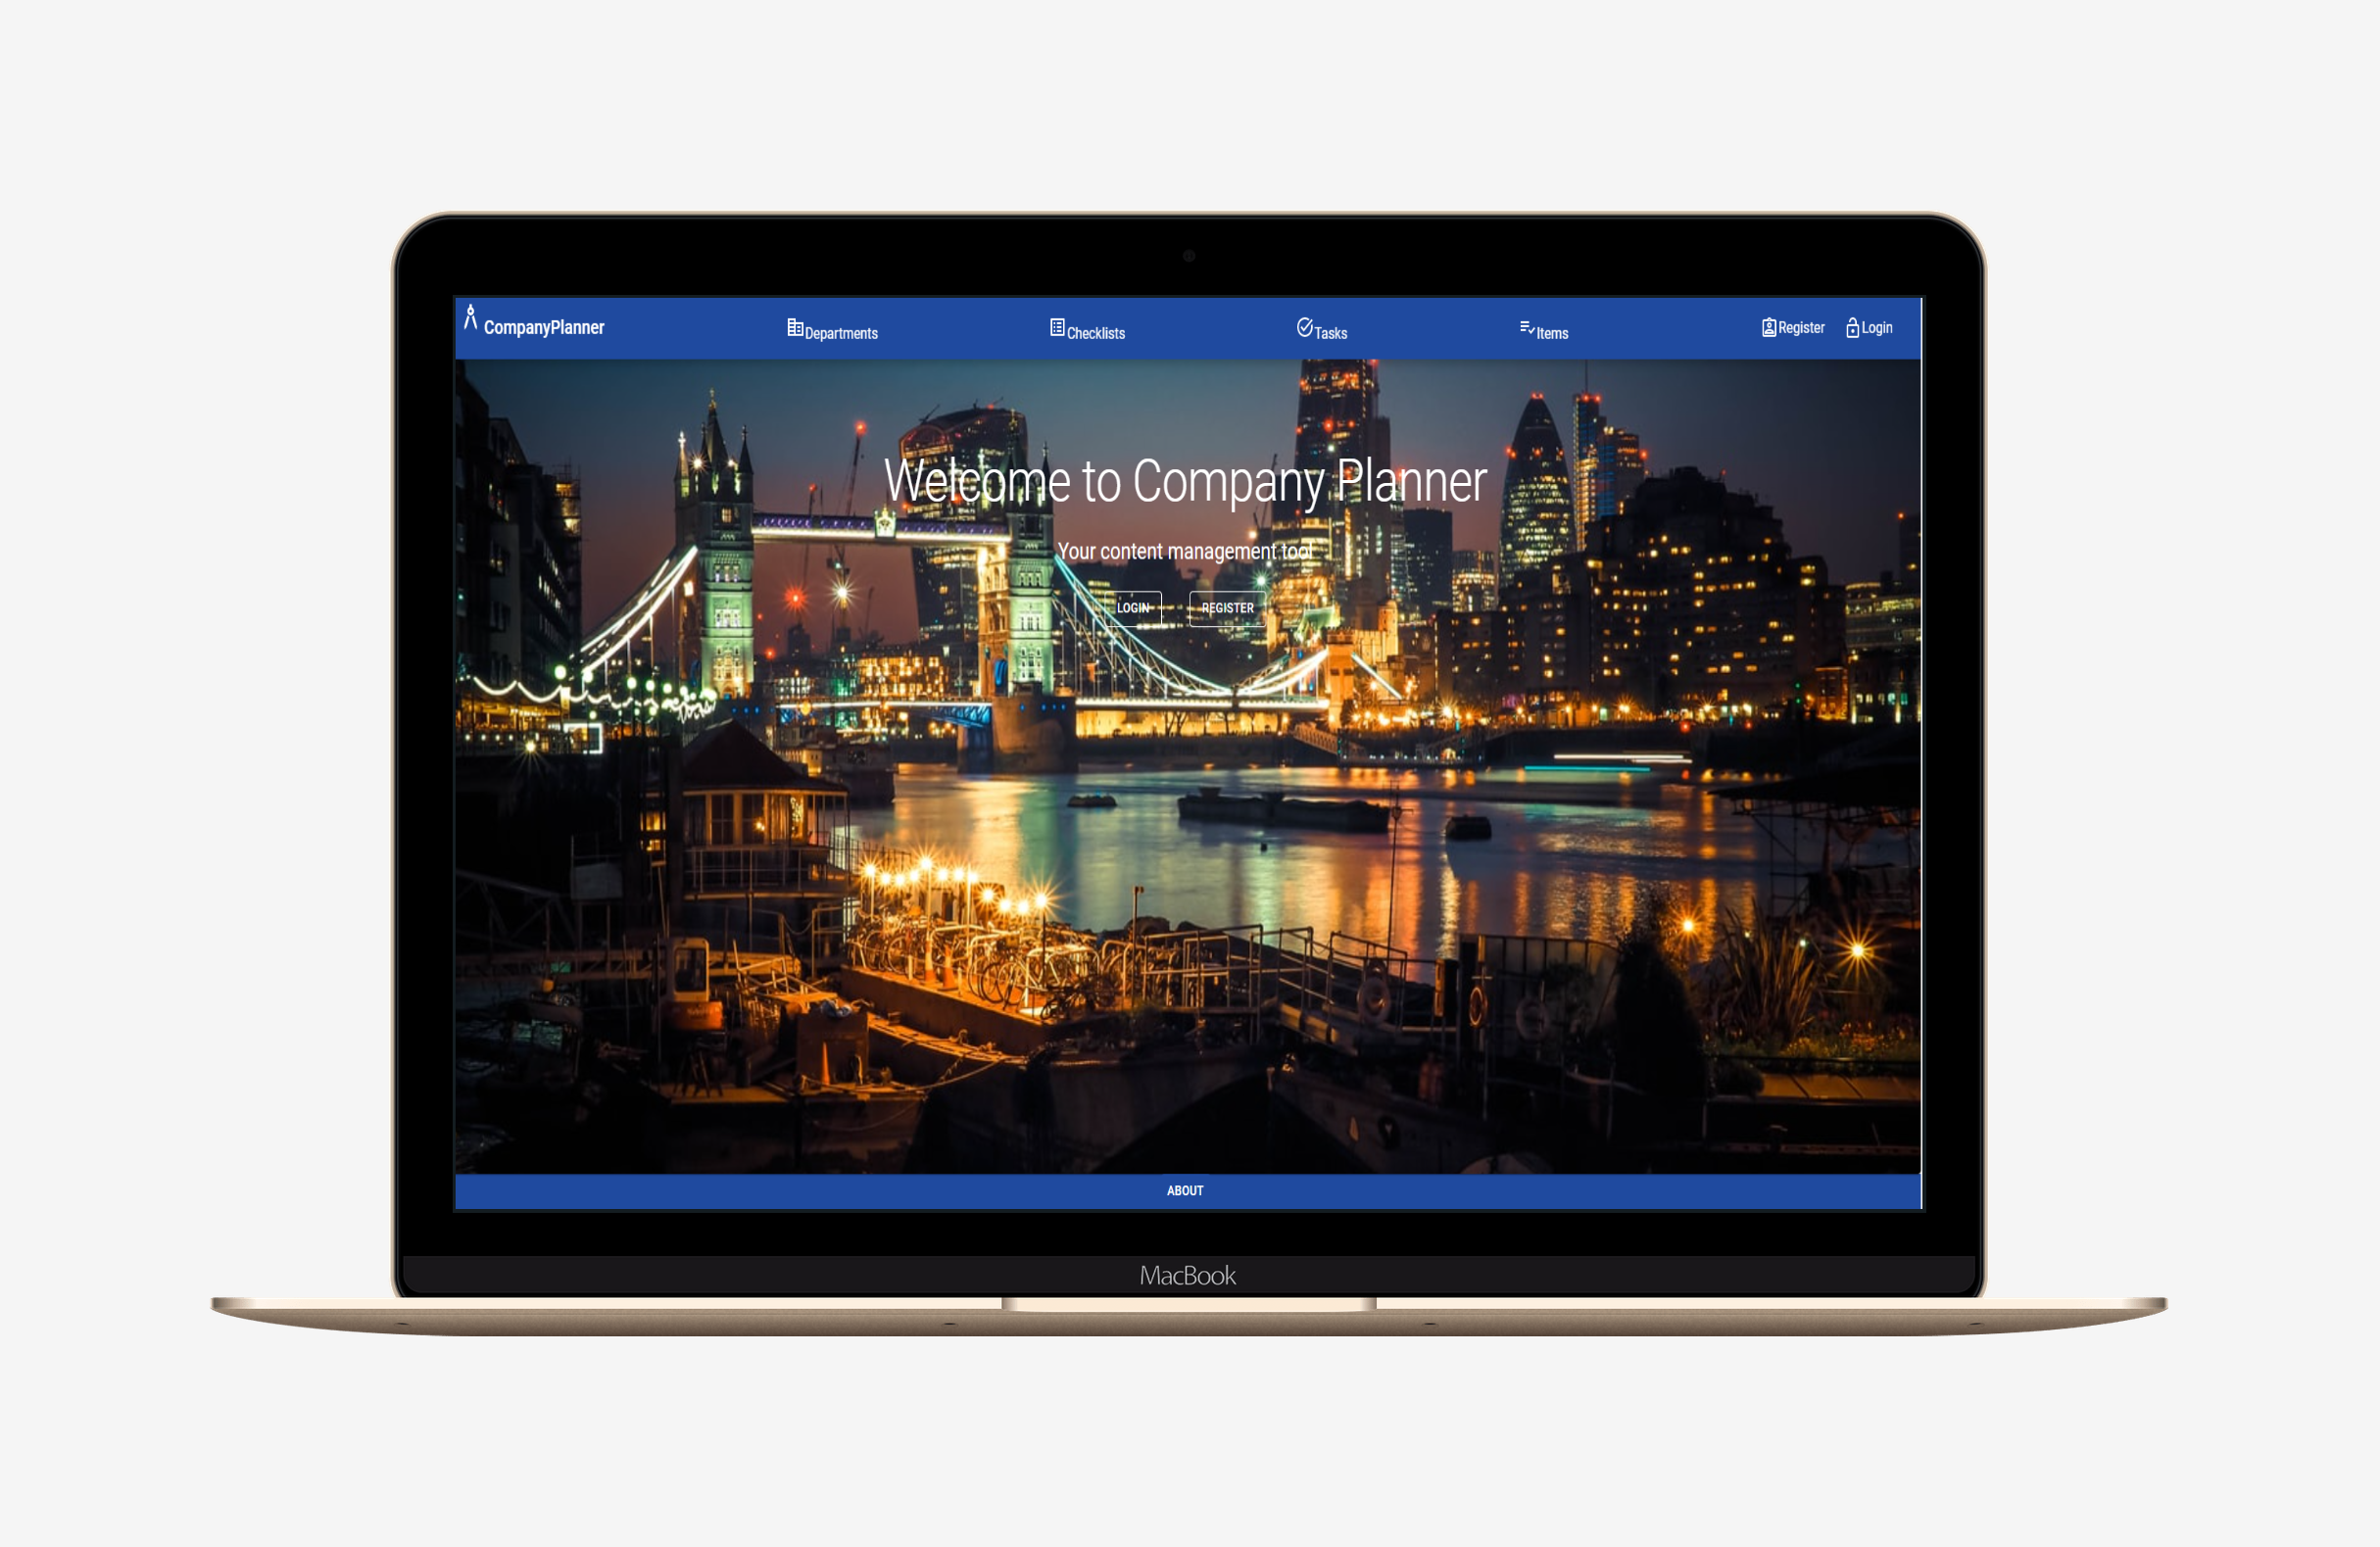 CompanyPlanner Departments Checklists Tasks Items Register Login
Welcome to Company Planner
Your content management tool
LOGIN REGISTER
ABOUT
MacBook